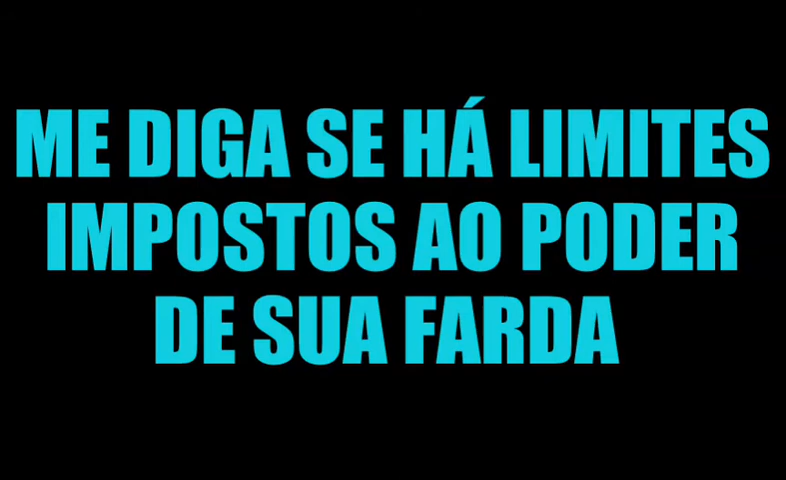 ME DIGA SE HÁ LIMITES
IMPOSTOS AO PODER
DE SUA FARDA